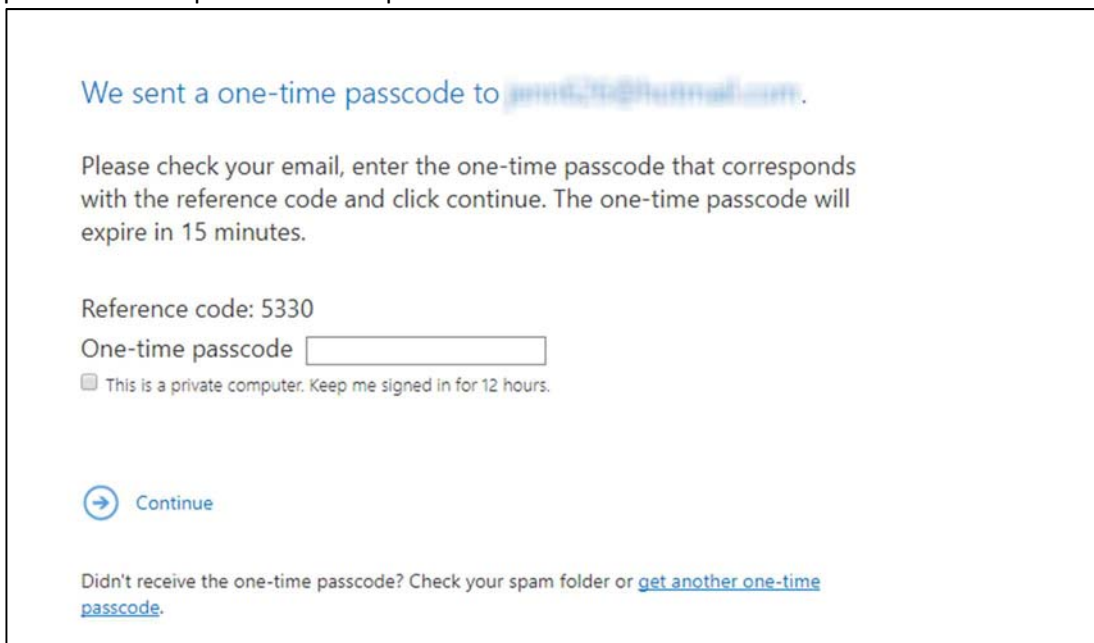 We sent a one-time passcode to .
Please check your email, enter the one-time passcode that corresponds
with the reference code and click continue. The one-time passcode will
expire in 15 minutes.
Reference code: 5330
One-time passcode
This is a private computer. Keep me signed in for 12 hours.
Continue
Didn't receive the one-time passcode? Check your spam folder or get another one-time
passcode.